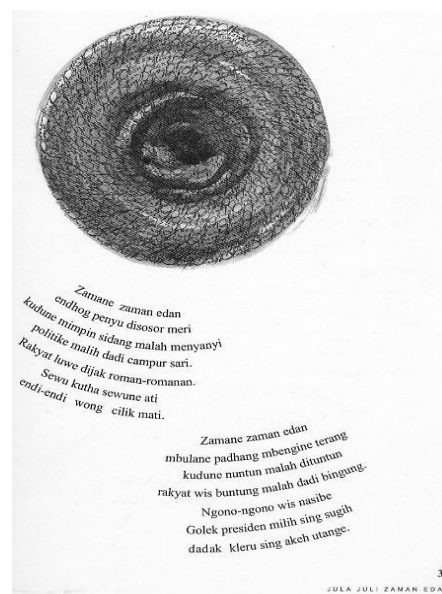 Zamane zaman edan
endhog penyu disosor meri
kudune mimpin sidang malah menyanyi
politike malih dadi campur sari.
Rakyat luwe dijak roman-romanan.
Sewu kutha sewune ati
endi-endi wong cilik mati.
Zamane zaman edan
mbulane padhang mbengine terang
kudune nuntun malah dituntun
rakyat wis buntung malah dadi bingung.
Ngono-ngono wis nasibe
Golek presiden milih sing sugih
dadak kleru sing akeh utange.
3
JULA JULI ZAMAN EDA